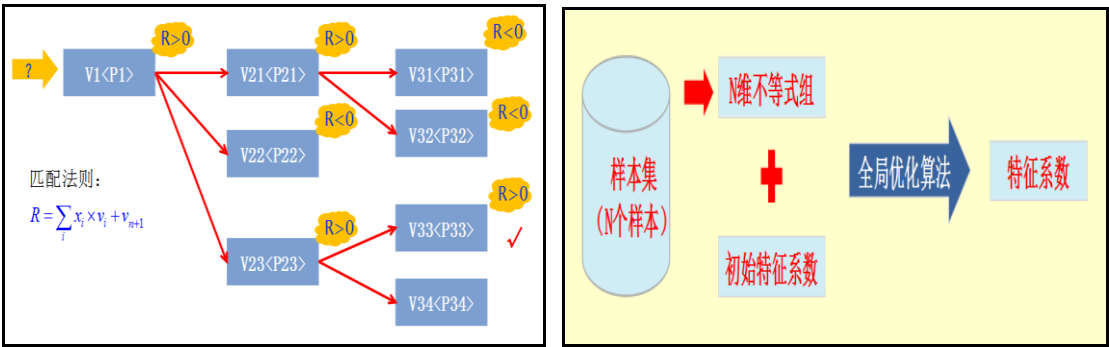 R>0
R>0
R<0
?
V1<P1>
V21<P21>
V31<P31>
R<0
R<0
V22<P22>
V32<P32>
匹配法则:
R>0
R>0
R=∑xᵢ×vᵢ+vₙ₊₁
i
V33<P33>
√
V23<P23>
V34<P34>
N维不等式组
样本集
(N个样本)
+
初始特征系数
全局优化算法
特征系数